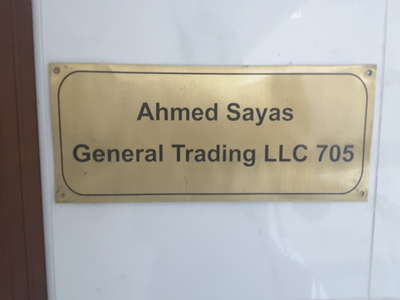 Ahmed Sayas
General Trading LLC 705